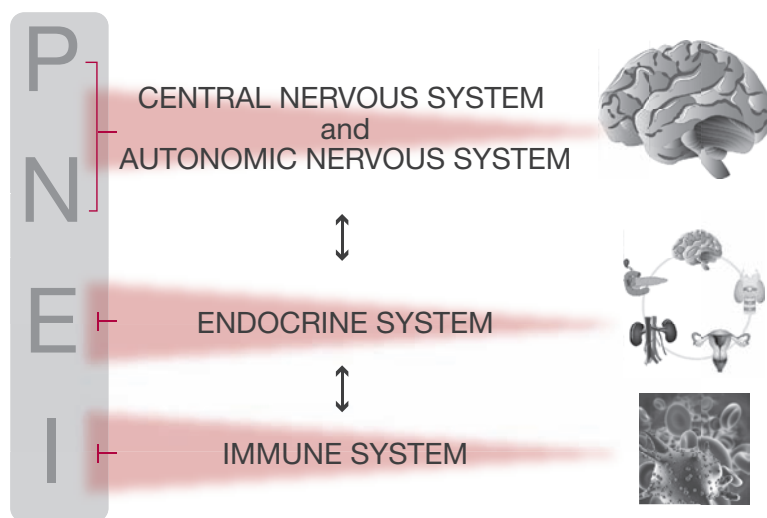 P
N
E
I
CENTRAL NERVOUS SYSTEM
and
AUTONOMIC NERVOUS SYSTEM
ENDOCRINE SYSTEM
IMMUNE SYSTEM